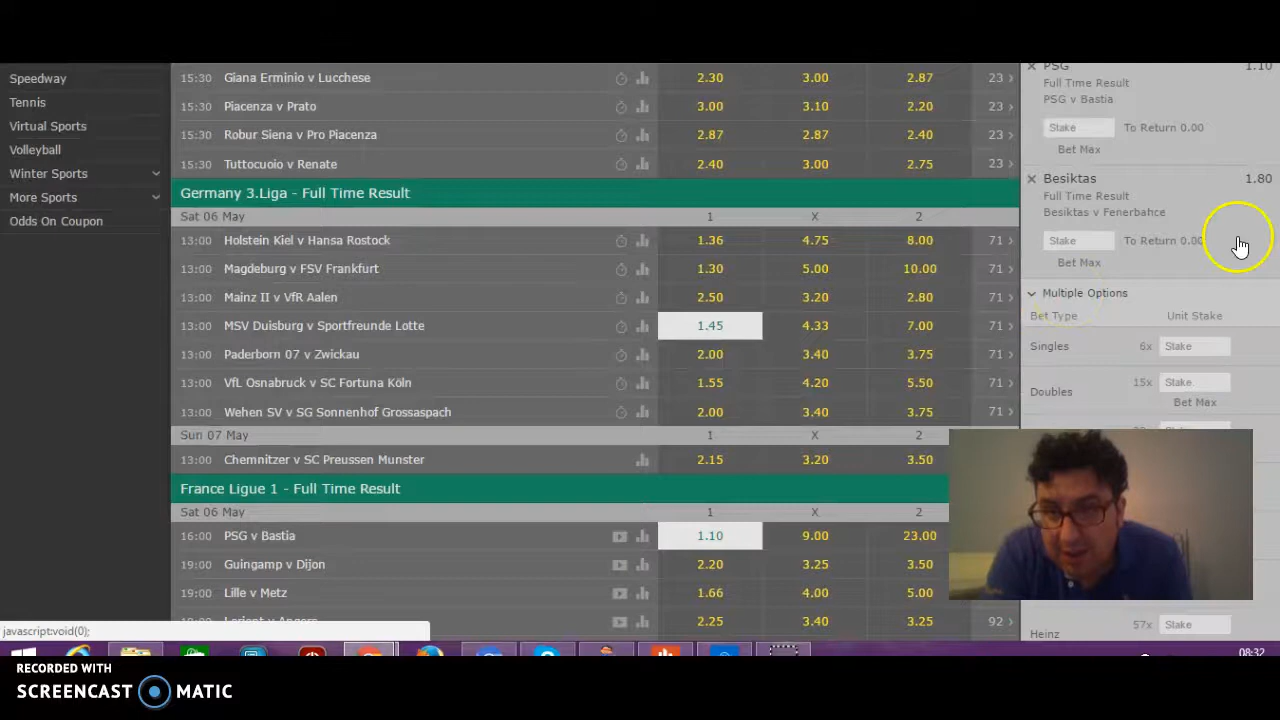 Speedway
Tennis
Virtual Sports
Volleyball
Winter Sports
More Sports
Odds On Coupon
15:30 Giana Erminio v Lucchese 2.30 3.00 2.87 23 >
15:30 Piacenza v Prato 3.00 3.10 2.20 23 >
15:30 Robur Siena v Pro Piacenza 2.87 2.87 2.40 23 >
15:30 Tuttocuoio v Renate 2.40 3.00 2.75 23 >
Germany 3.Liga - Full Time Result
Sat 06 May 1 X 2
13:00 Holstein Kiel v Hansa Rostock 1.36 4.75 8.00 71 >
13:00 Magdeburg v FSV Frankfurt 1.30 5.00 10.00 71 >
13:00 Mainz II v VfR Aalen 2.50 3.20 2.80 71 >
13:00 MSV Duisburg v Sportfreunde Lotte 1.45 4.33 7.00 71 >
13:00 Paderborn 07 v Zwickau 2.00 3.40 3.75 71 >
13:00 VfL Osnabruck v SC Fortuna Köln 1.55 4.20 5.50 71 >
13:00 Wehen SV v SG Sonnenhof Grossaspach 2.00 3.40 3.75 71 >
Sun 07 May 1 X 2
13:00 Chemnitzer v SC Preussen Munster 2.15 3.20 3.50
France Ligue 1 - Full Time Result
Sat 06 May 1 X 2
16:00 PSG v Bastia 1.10 9.00 23.00
19:00 Guingamp v Dijon 2.20 3.25 3.50
19:00 Lille v Metz 1.66 4.00 5.00
Lorient v Angers 2.25 3.40 3.25 92 >
PSG 1.10
Full Time Result
PSG v Bastia
Stake To Return 0.00
Bet Max
Besiktas 1.80
Full Time Result
Besiktas v Fenerbahce
Stake To Return 0.00
Bet Max
Multiple Options
Bet Type Unit Stake
Singles 6x Stake
Doubles 15x Stake
Bet Max
Heinz 57x Stake
javascript:void(0);
08:32
RECORDED WITH
SCREENCAST MATIC